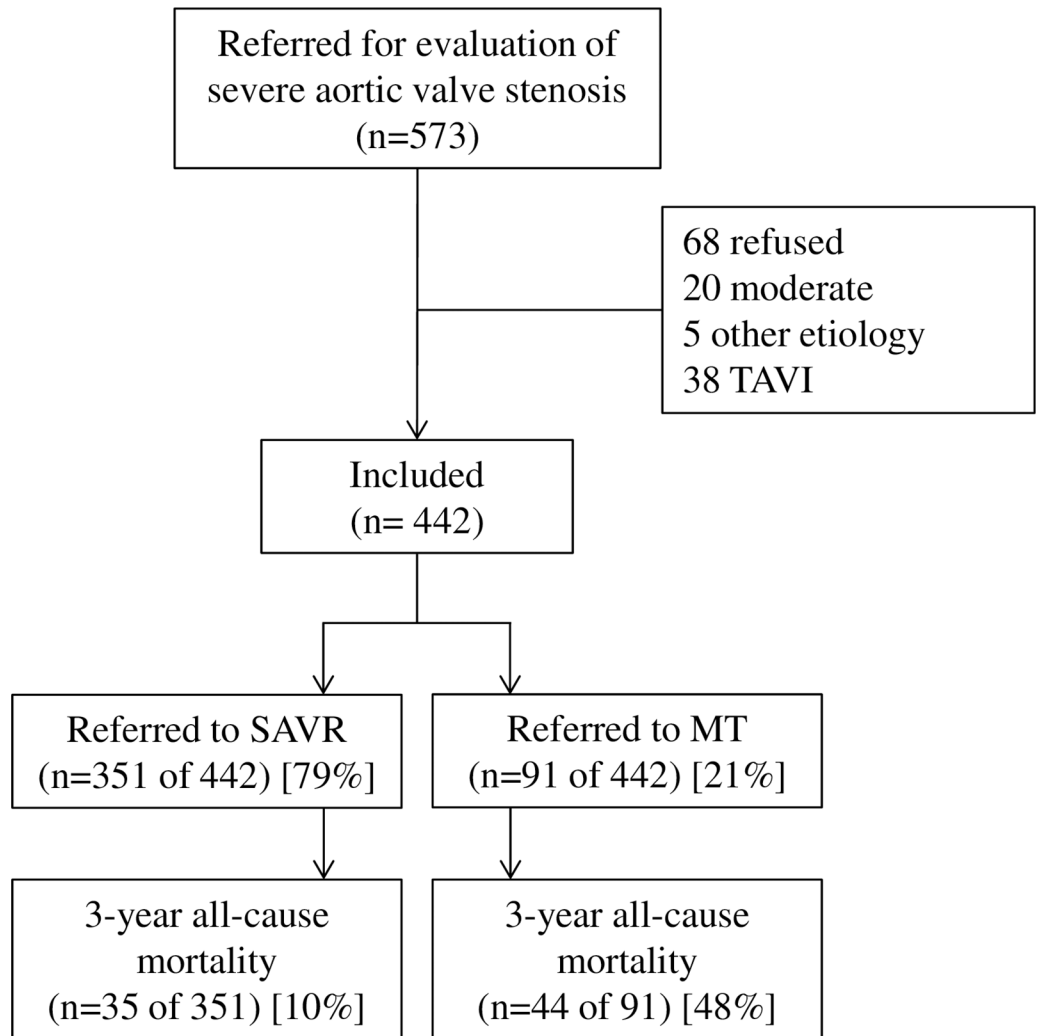 Referred for evaluation of
severe aortic valve stenosis
(n=573)
68 refused
20 moderate
5 other etiology
38 TAVI
Included
(n= 442)
Referred to SAVR
(n=351 of 442) [79%]
Referred to MT
(n=91 of 442) [21%]
3-year all-cause
mortality
(n=35 of 351) [10%]
3-year all-cause
mortality
(n=44 of 91) [48%]